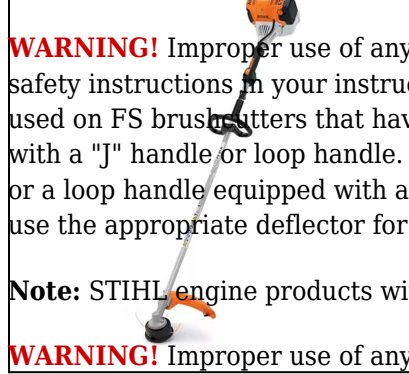 WARNING! Improper use of any
safety instructions in your instruc
used on FS brushcutters that hav
with a "J" handle or loop handle.
or a loop handle equipped with a
use the appropriate deflector for
Note: STIHL engine products wi
WARNING! Improper use of any